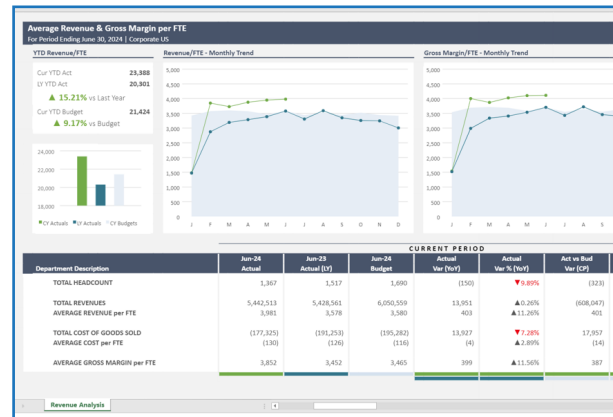 Average Revenue & Gross Margin per FTE
For Period Ending June 30, 2024 | Corporate US
YTD Revenue/FTE
Cur YTD Act 23,388
LY YTD Act 20,301
▲ 15.21% vs Last Year
Cur YTD Budget 21,424
▲ 9.17% vs Budget
24,000
22,000
20,000
18,000
CY Actuals LY Actuals CY Budgets
Revenue/FTE - Monthly Trend
5,000
4,500
4,000
3,500
3,000
2,500
2,000
1,500
1,000
500
0
J F M A M J J A S O N D
Gross Margin/FTE - Monthly Trend
5,000
4,500
4,000
3,500
3,000
2,500
2,000
1,500
1,000
500
0
J F M A M J J A S
CURRENT PERIOD
Jun-24 Jun-23 Jun-24 Actual Actual Act vs Bud
Department Description Actual Actual (LY) Budget Var (YoY) Var % (YoY) Var (CP)
TOTAL HEADCOUNT 1,367 1,517 1,690 (150) ▼9.89% (323)
TOTAL REVENUES 5,442,513 5,428,561 6,050,559 13,951 ▲0.26% (608,047)
AVERAGE REVENUE per FTE 3,981 3,578 3,580 403 ▲11.26% 401
TOTAL COST OF GOODS SOLD (177,325) (191,253) (195,282) 13,927 ▼7.28% 17,957
AVERAGE COST per FTE (130) (126) (116) (4) ▲2.89% (14)
AVERAGE GROSS MARGIN per FTE 3,852 3,452 3,465 399 ▲11.56% 387
Revenue Analysis